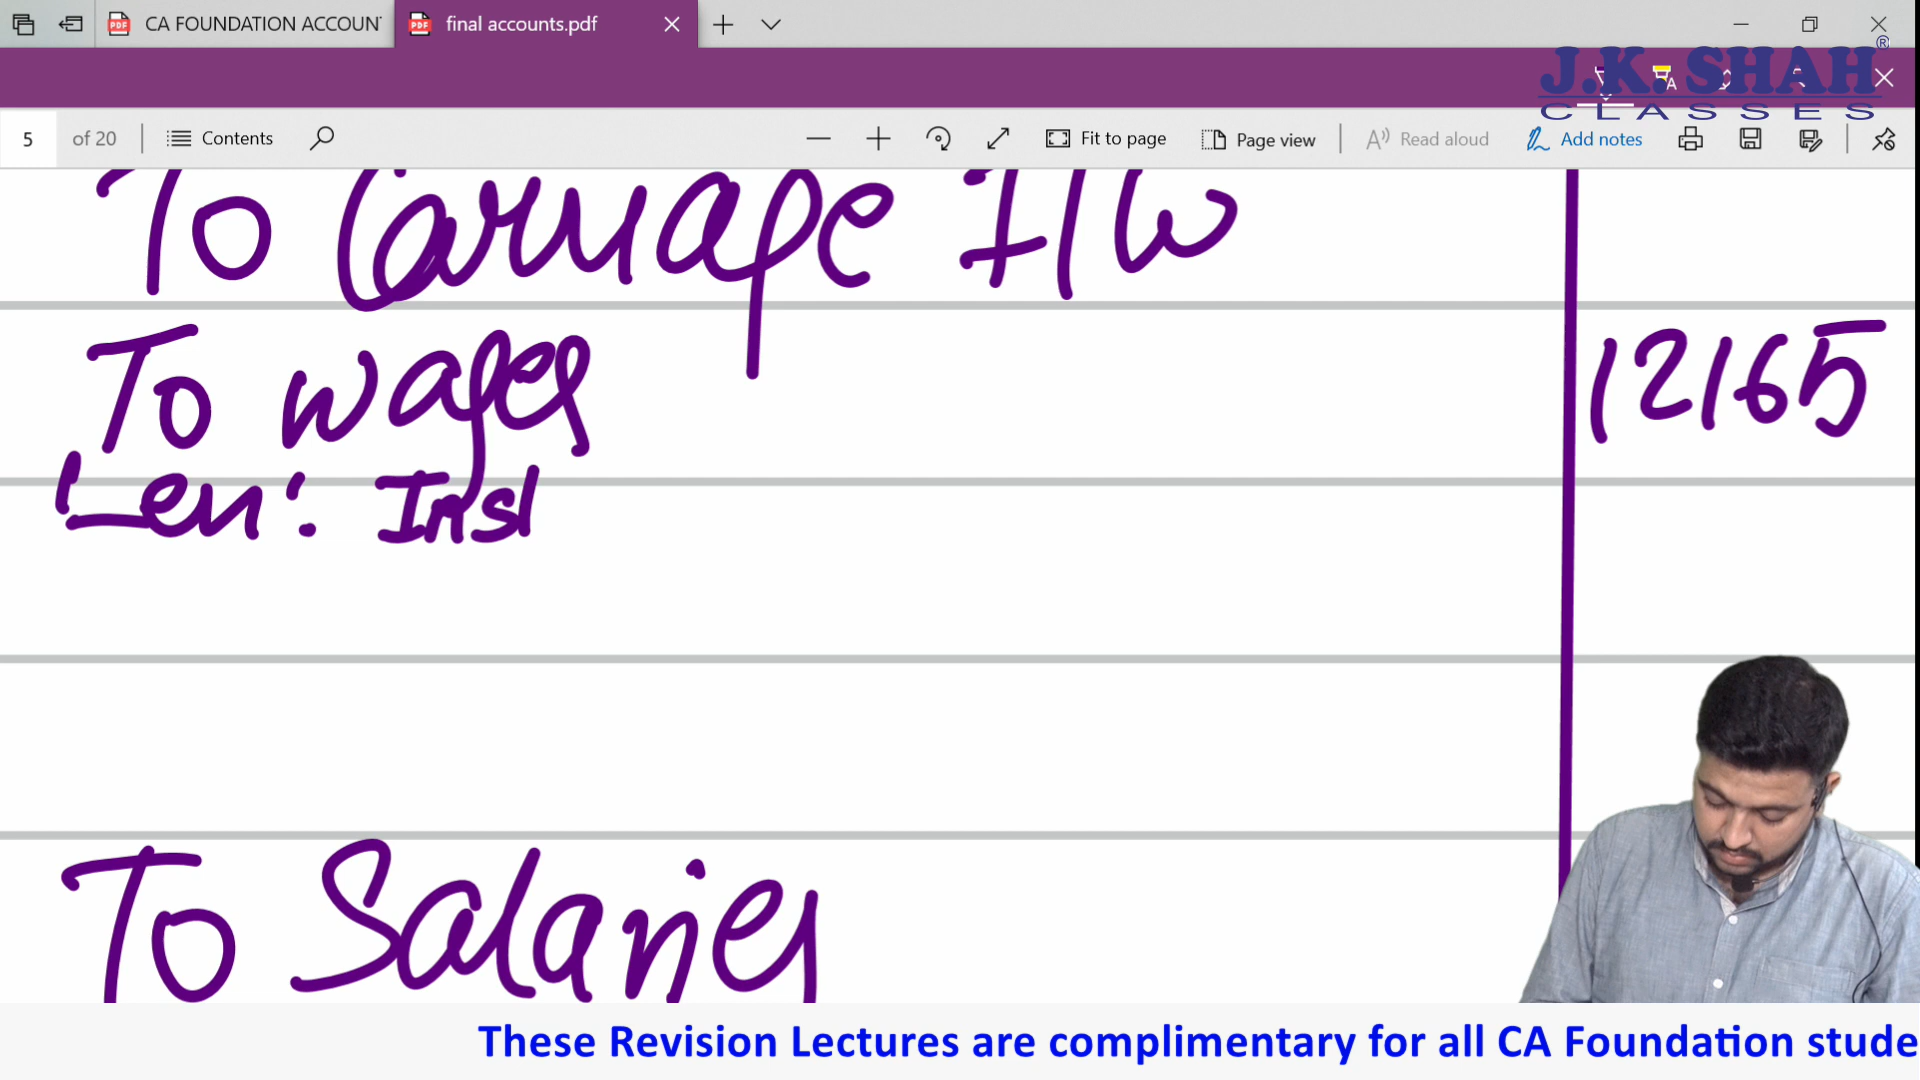 CA FOUNDATION ACCOUN
final accounts.pdf
J.K. SHAH®
CLASSES
5 of 20
Contents
Fit to page
Page view
Read aloud
Add notes
To Carriage I/W
To wages 12165
Less: Inst
To Salaries
These Revision Lectures are complimentary for all CA Foundation stude